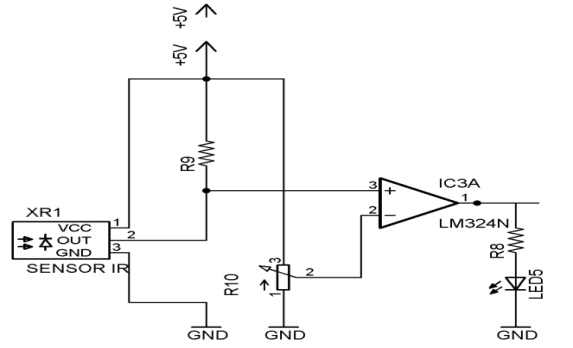 +5V
+5V
R9
XR1
VCC 1
OUT 2
GND 3
SENSOR IR
R10
3
2
1
3
+
2
−
IC3A
1
LM324N
R8
LED5
GND
GND
GND